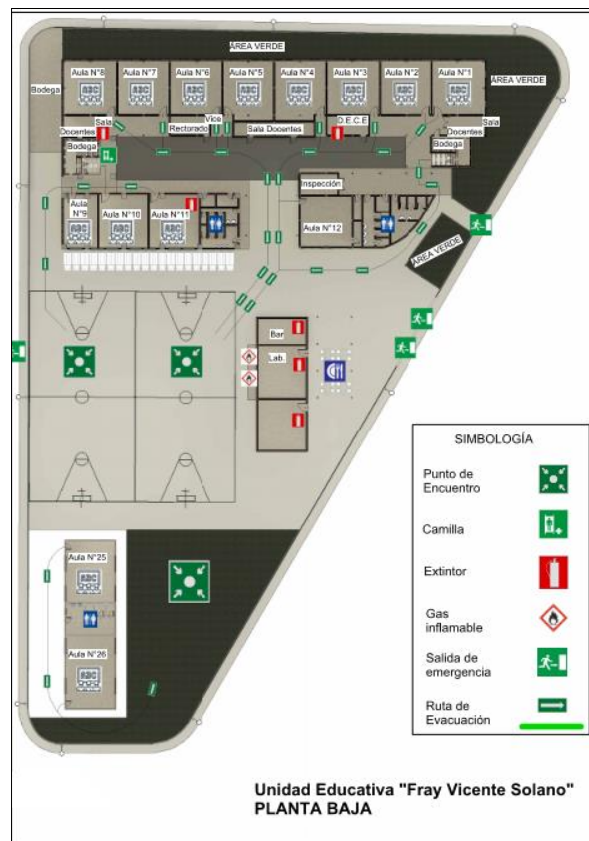 ÁREA VERDE
Aula N°8
Aula N°7
Aula N°6
Aula N°5
Aula N°4
Aula N°3
Aula N°2
Aula N°1
ÁREA VERDE
Bodega
Sala
Docentes
Rectorado
Vice
Sala Docentes
D.E.C.E
Sala
Docentes
Bodega
Bodega
Inspección
Aula
N°9
Aula
N°10
Aula
N°11
Aula N°12
ÁREA VERDE
Bar
Lab.
Aula N°25
Aula N°26
SIMBOLOGÍA
Punto de
Encuentro
Camilla
Extintor
Gas
inflamable
Salida de
emergencia
Ruta de
Evacuación
Unidad Educativa "Fray Vicente Solano"
PLANTA BAJA